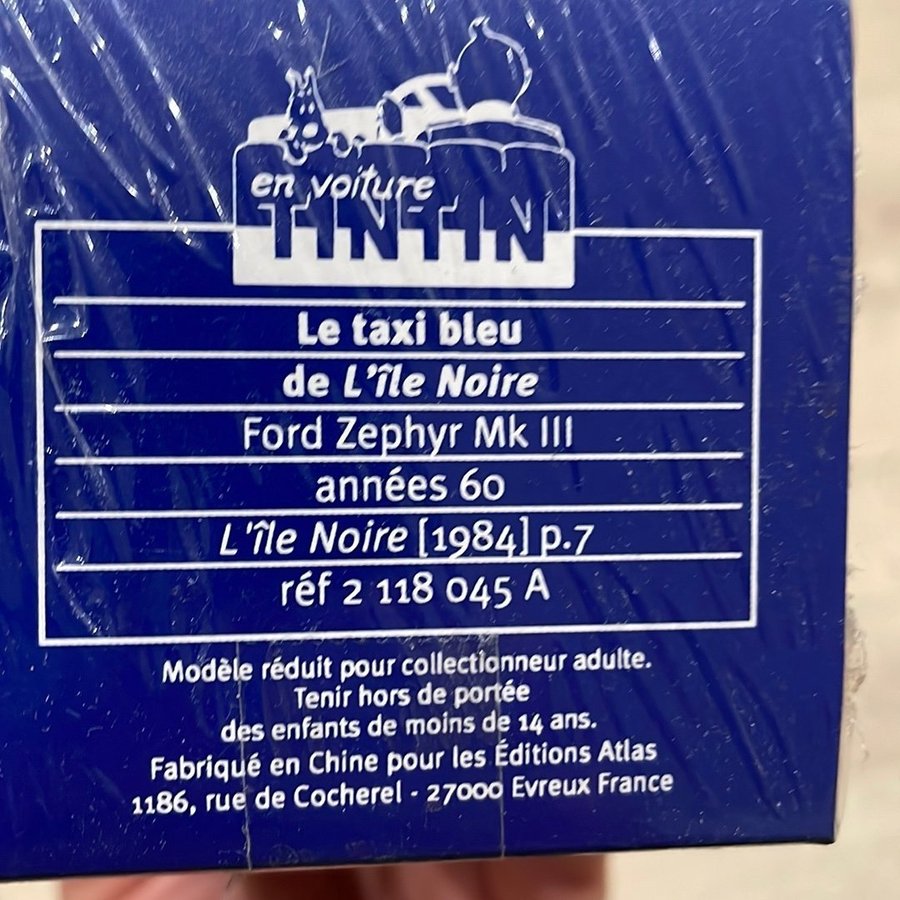 en voiture
TINTIN
Le taxi bleu
de L'île Noire
Ford Zephyr Mk III
années 60
L'île Noire [1984] p.7
réf 2 118 045 A
Modèle réduit pour collectionneur adulte.
Tenir hors de portée
des enfants de moins de 14 ans.
Fabriqué en Chine pour les Éditions Atlas
1186, rue de Cocherel - 27000 Evreux France